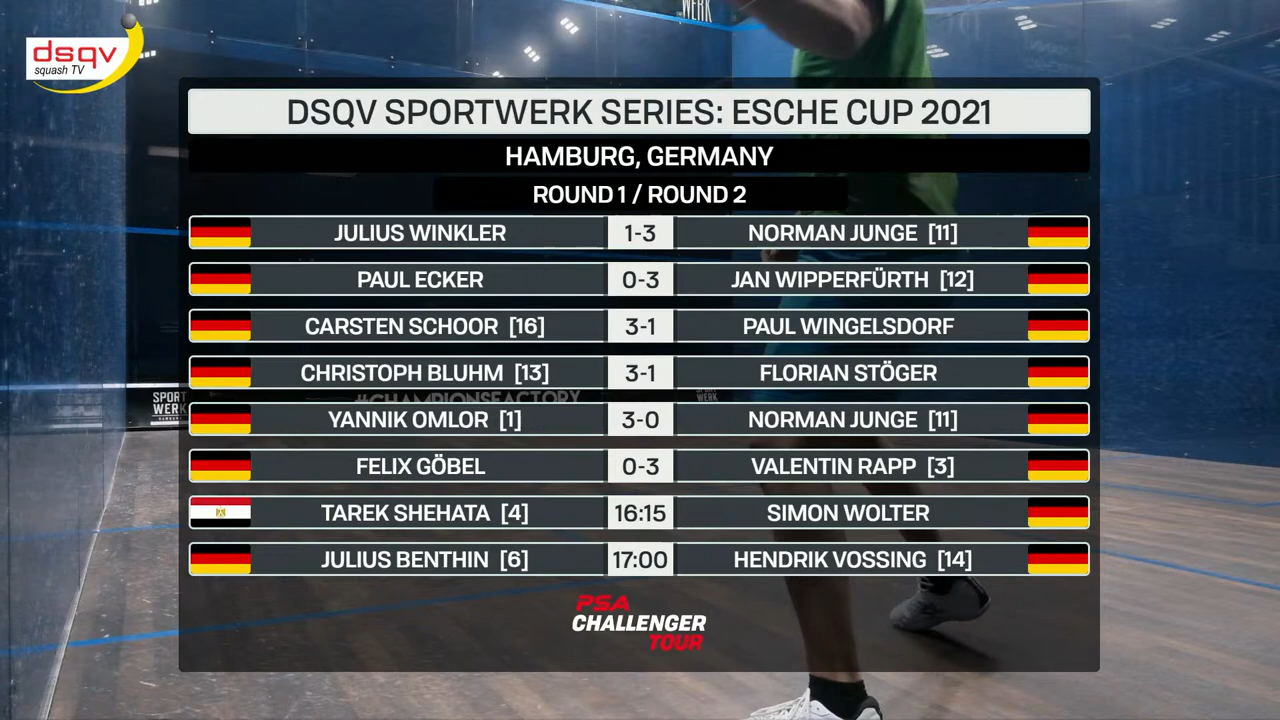 WERK
dsqv
squash TV
DSQV SPORTWERK SERIES: ESCHE CUP 2021
HAMBURG, GERMANY
ROUND 1 / ROUND 2
JULIUS WINKLER 1-3 NORMAN JUNGE [11]
PAUL ECKER 0-3 JAN WIPPERFÜRTH [12]
CARSTEN SCHOOR [16] 3-1 PAUL WINGELSDORF
CHRISTOPH BLUHM [13] 3-1 FLORIAN STÖGER
#CHAMPIONSFACTORY
SPORT
WERK
YANNIK OMLOR [1] 3-0 NORMAN JUNGE [11]
FELIX GÖBEL 0-3 VALENTIN RAPP [3]
TAREK SHEHATA [4] 16:15 SIMON WOLTER
JULIUS BENTHIN [6] 17:00 HENDRIK VOSSING [14]
PSA
CHALLENGER
TOUR